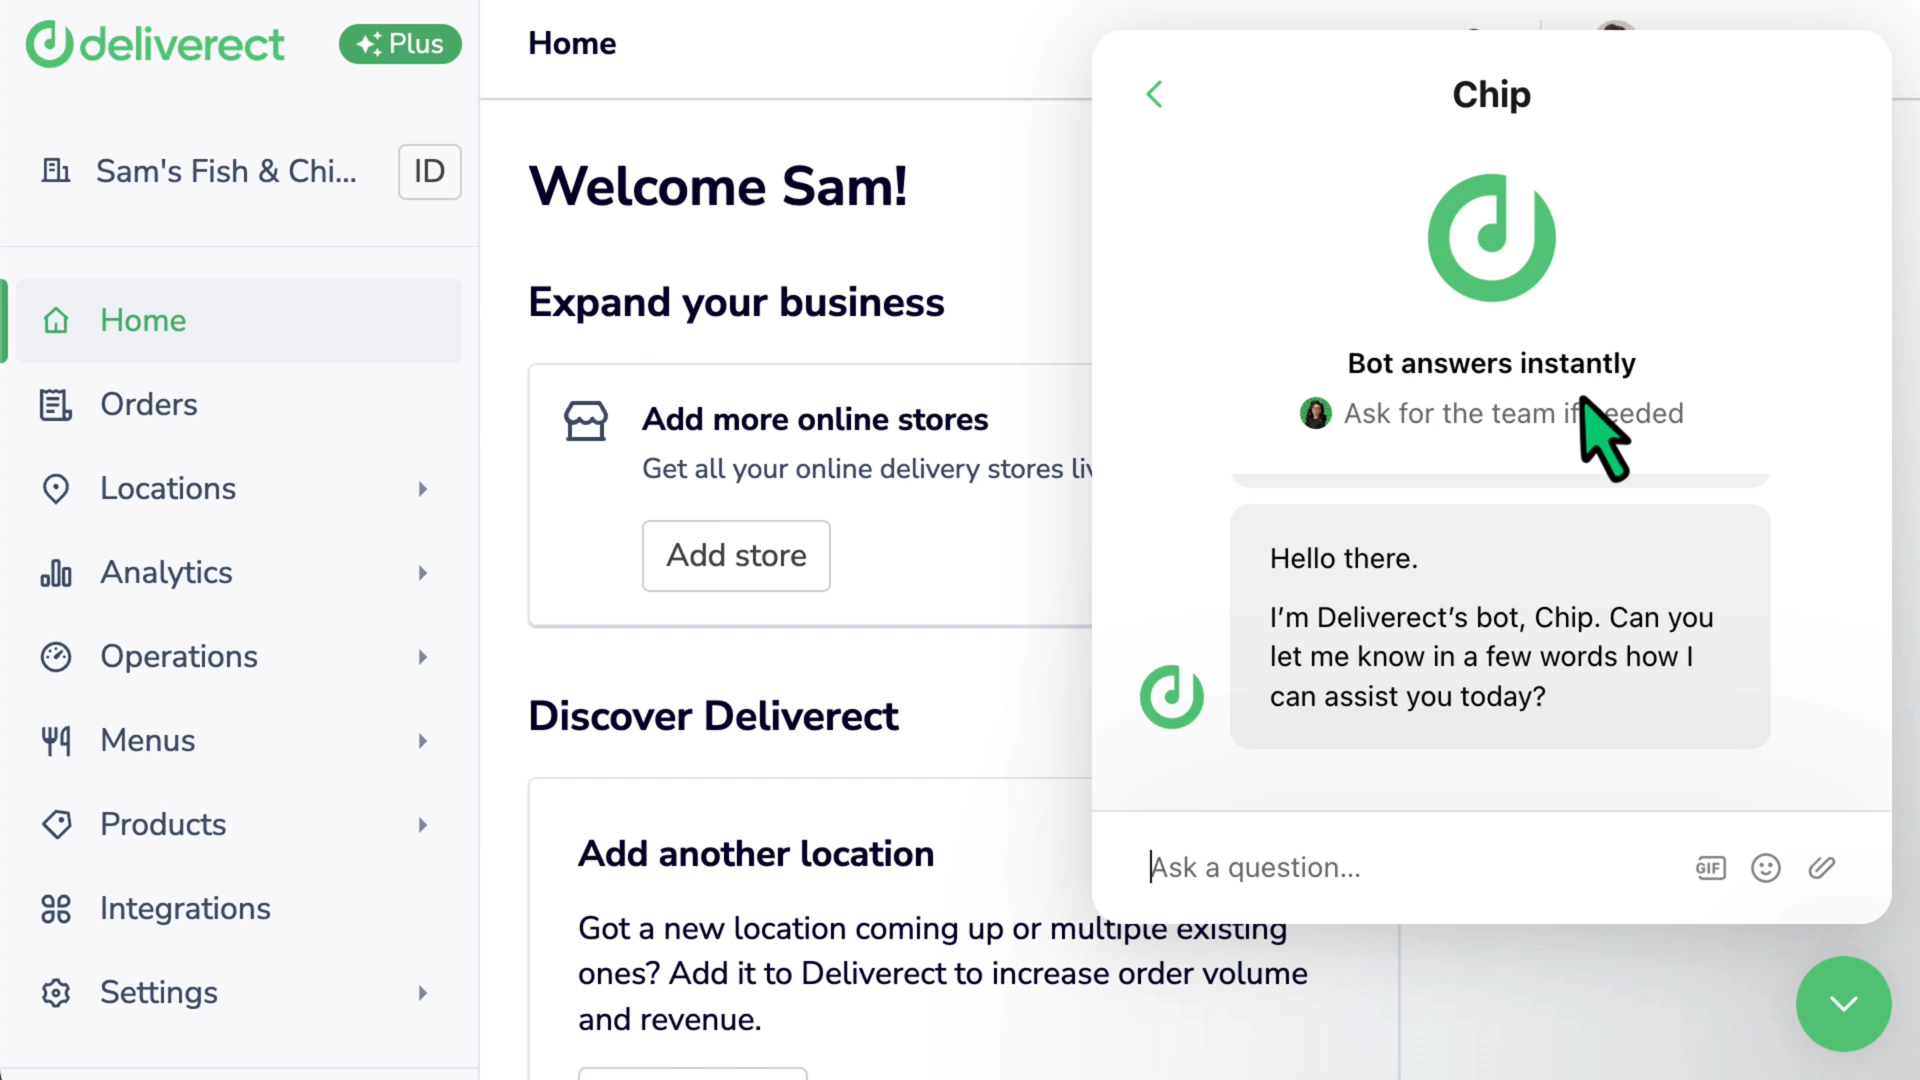 deliverect
Plus
Sam's Fish & Chi...
ID
Home
Orders
Locations
Analytics
Operations
Menus
Products
Integrations
Settings
Home
Welcome Sam!
Expand your business
Add more online stores
Get all your online delivery stores
Add store
Discover Deliverect
Add another location
Got a new location coming up or multiple existing
ones? Add it to Deliverect to increase order volume
and revenue.
Chip
Bot answers instantly
Ask for the team if needed
Hello there.
I'm Deliverect's bot, Chip. Can you
let me know in a few words how I
can assist you today?
Ask a question...
GIF